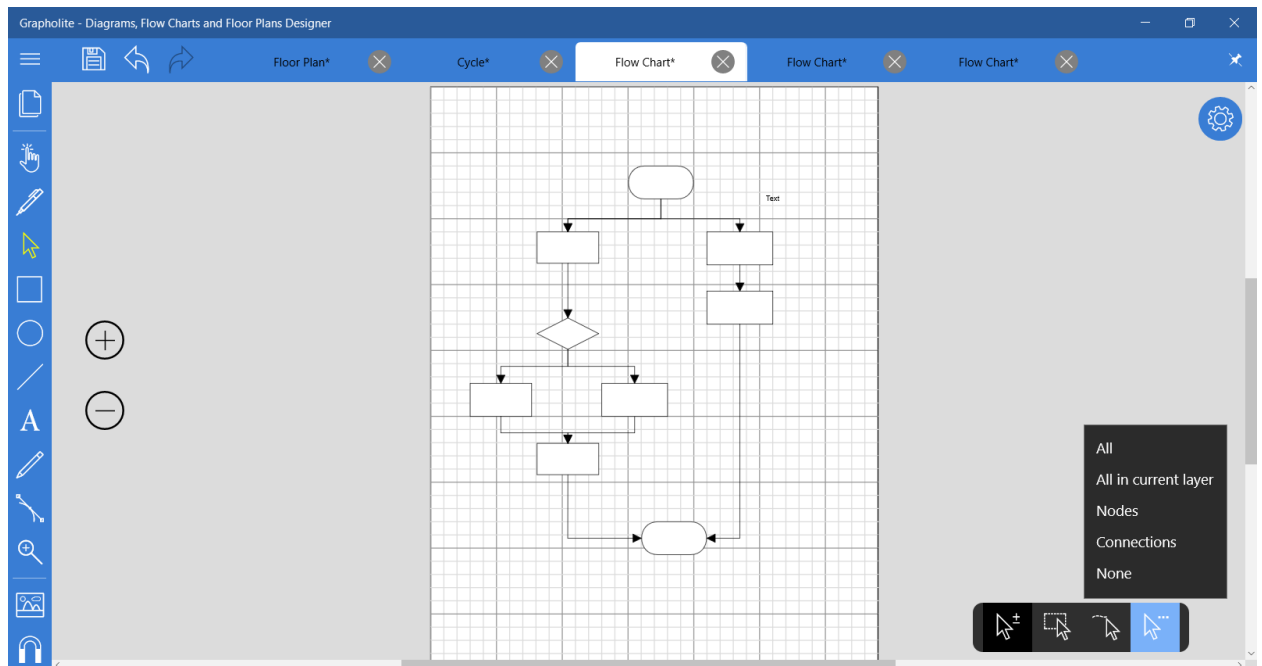 Grapholite - Diagrams, Flow Charts and Floor Plans Designer
Floor Plan*
Cycle*
Flow Chart*
Flow Chart*
Flow Chart*
Text
All
All in current layer
Nodes
Connections
None